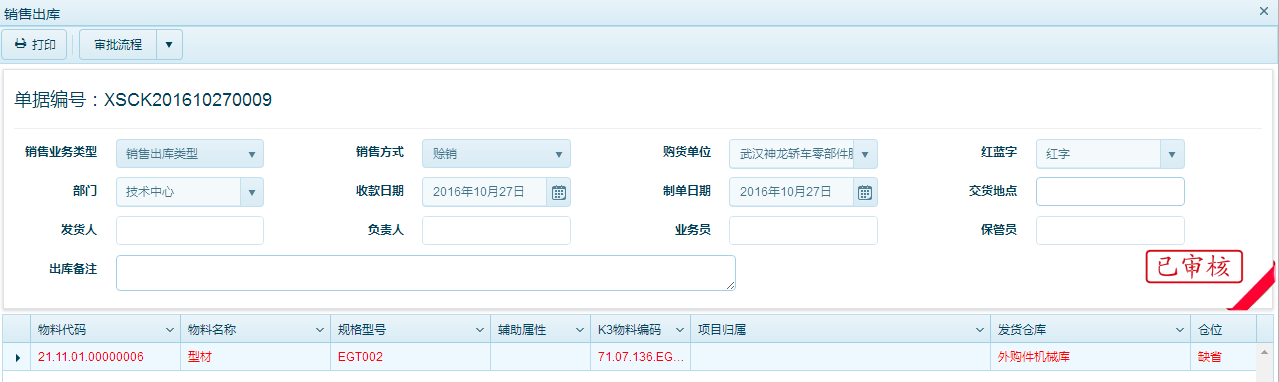 销售出库
打印 审批流程
单据编号：XSCK201610270009
销售业务类型 销售出库类型 销售方式 赊销 购货单位 武汉神龙轿车零部件 红蓝字 红字
部门 技术中心 收款日期 2016年10月27日 制单日期 2016年10月27日 交货地点
发货人 负责人 业务员 保管员
出库备注
已审核
物料代码 物料名称 规格型号 辅助属性 K3物料编码 项目归属 发货仓库 仓位
21.11.01.00000006 型材 EGT002 71.07.136.EG... 外购件机械库 缺省